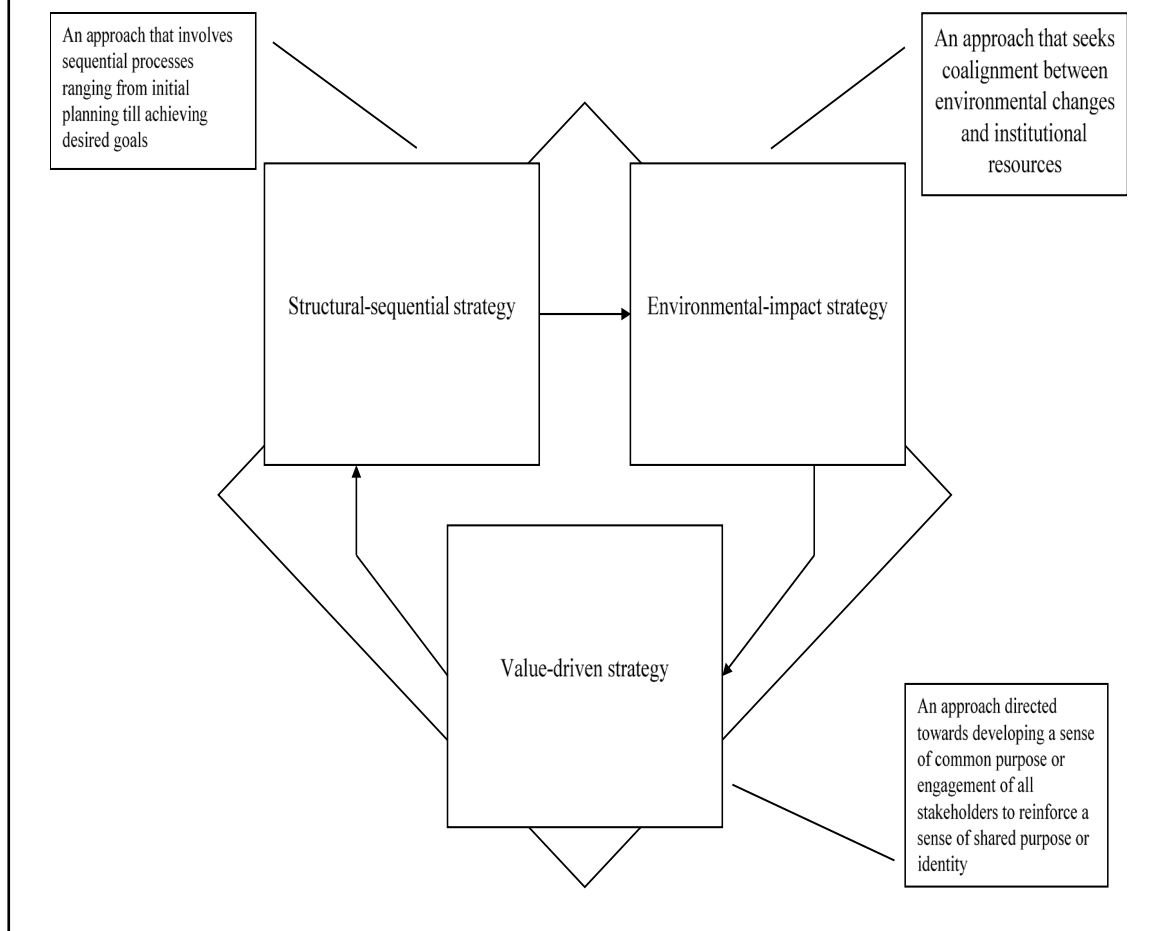 An approach that involves
sequential processes
ranging from initial
planning till achieving
desired goals
An approach that seeks
coalignment between
environmental changes
and institutional
resources
Structural-sequential strategy
Environmental-impact strategy
Value-driven strategy
An approach directed
towards developing a sense
of common purpose or
engagement of all
stakeholders to reinforce a
sense of shared purpose or
identity